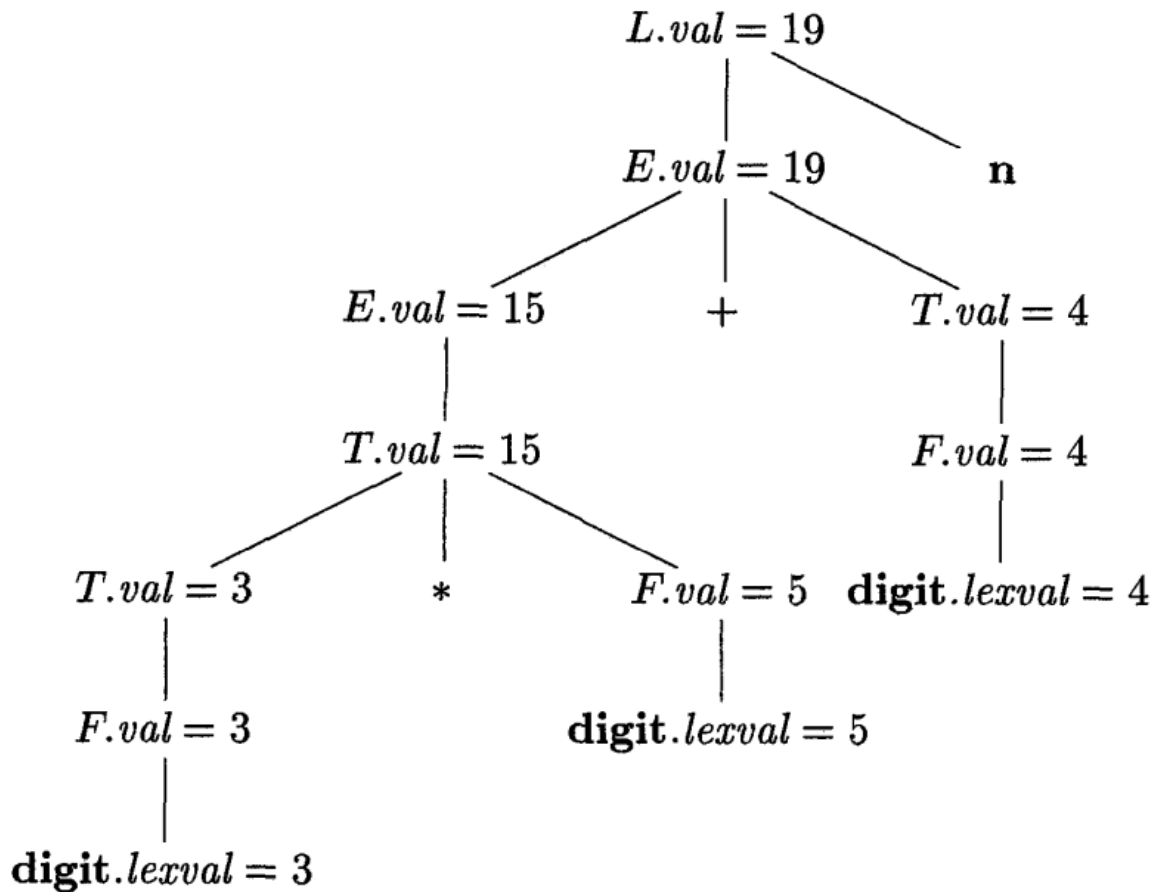 L.val = 19
E.val = 19 n
E.val = 15 + T.val = 4
T.val = 15 F.val = 4
T.val = 3 * F.val = 5 digit.lexval = 4
F.val = 3 digit.lexval = 5
digit.lexval = 3